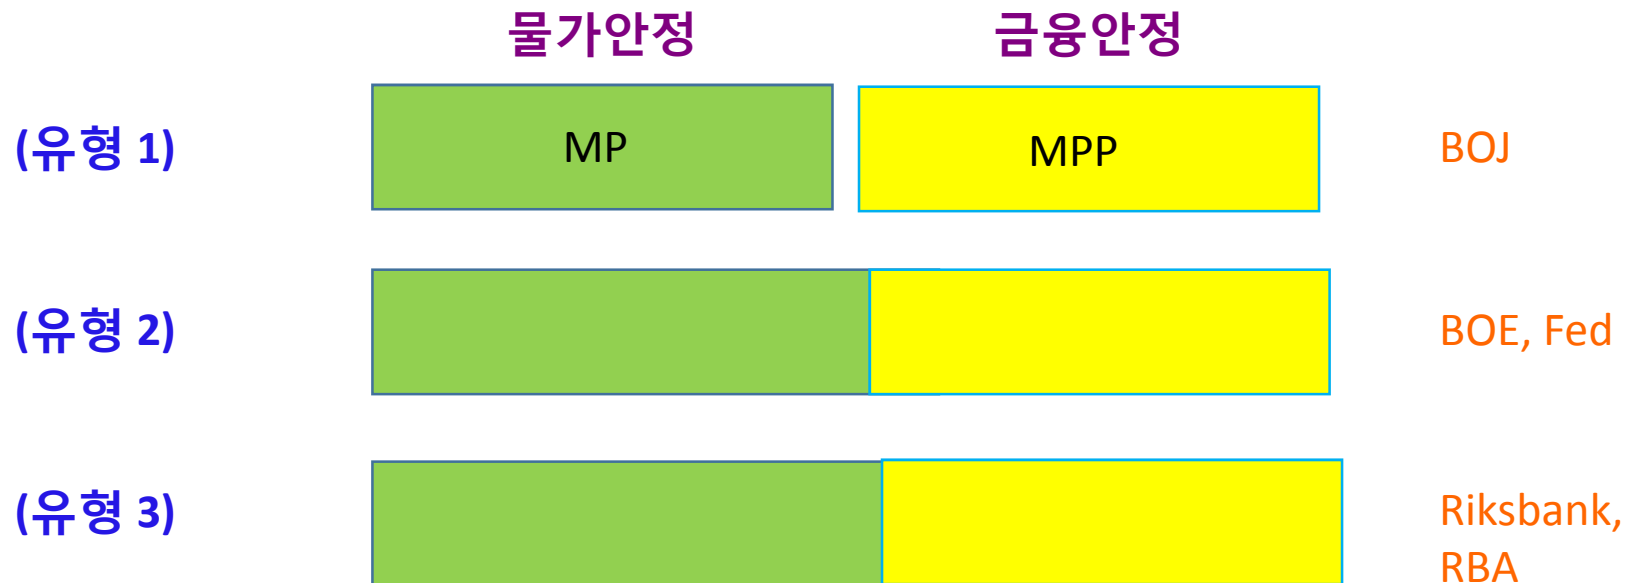 물가안정 금융안정
(유형 1) MP MPP BOJ
(유형 2) BOE, Fed
(유형 3) Riksbank,
RBA